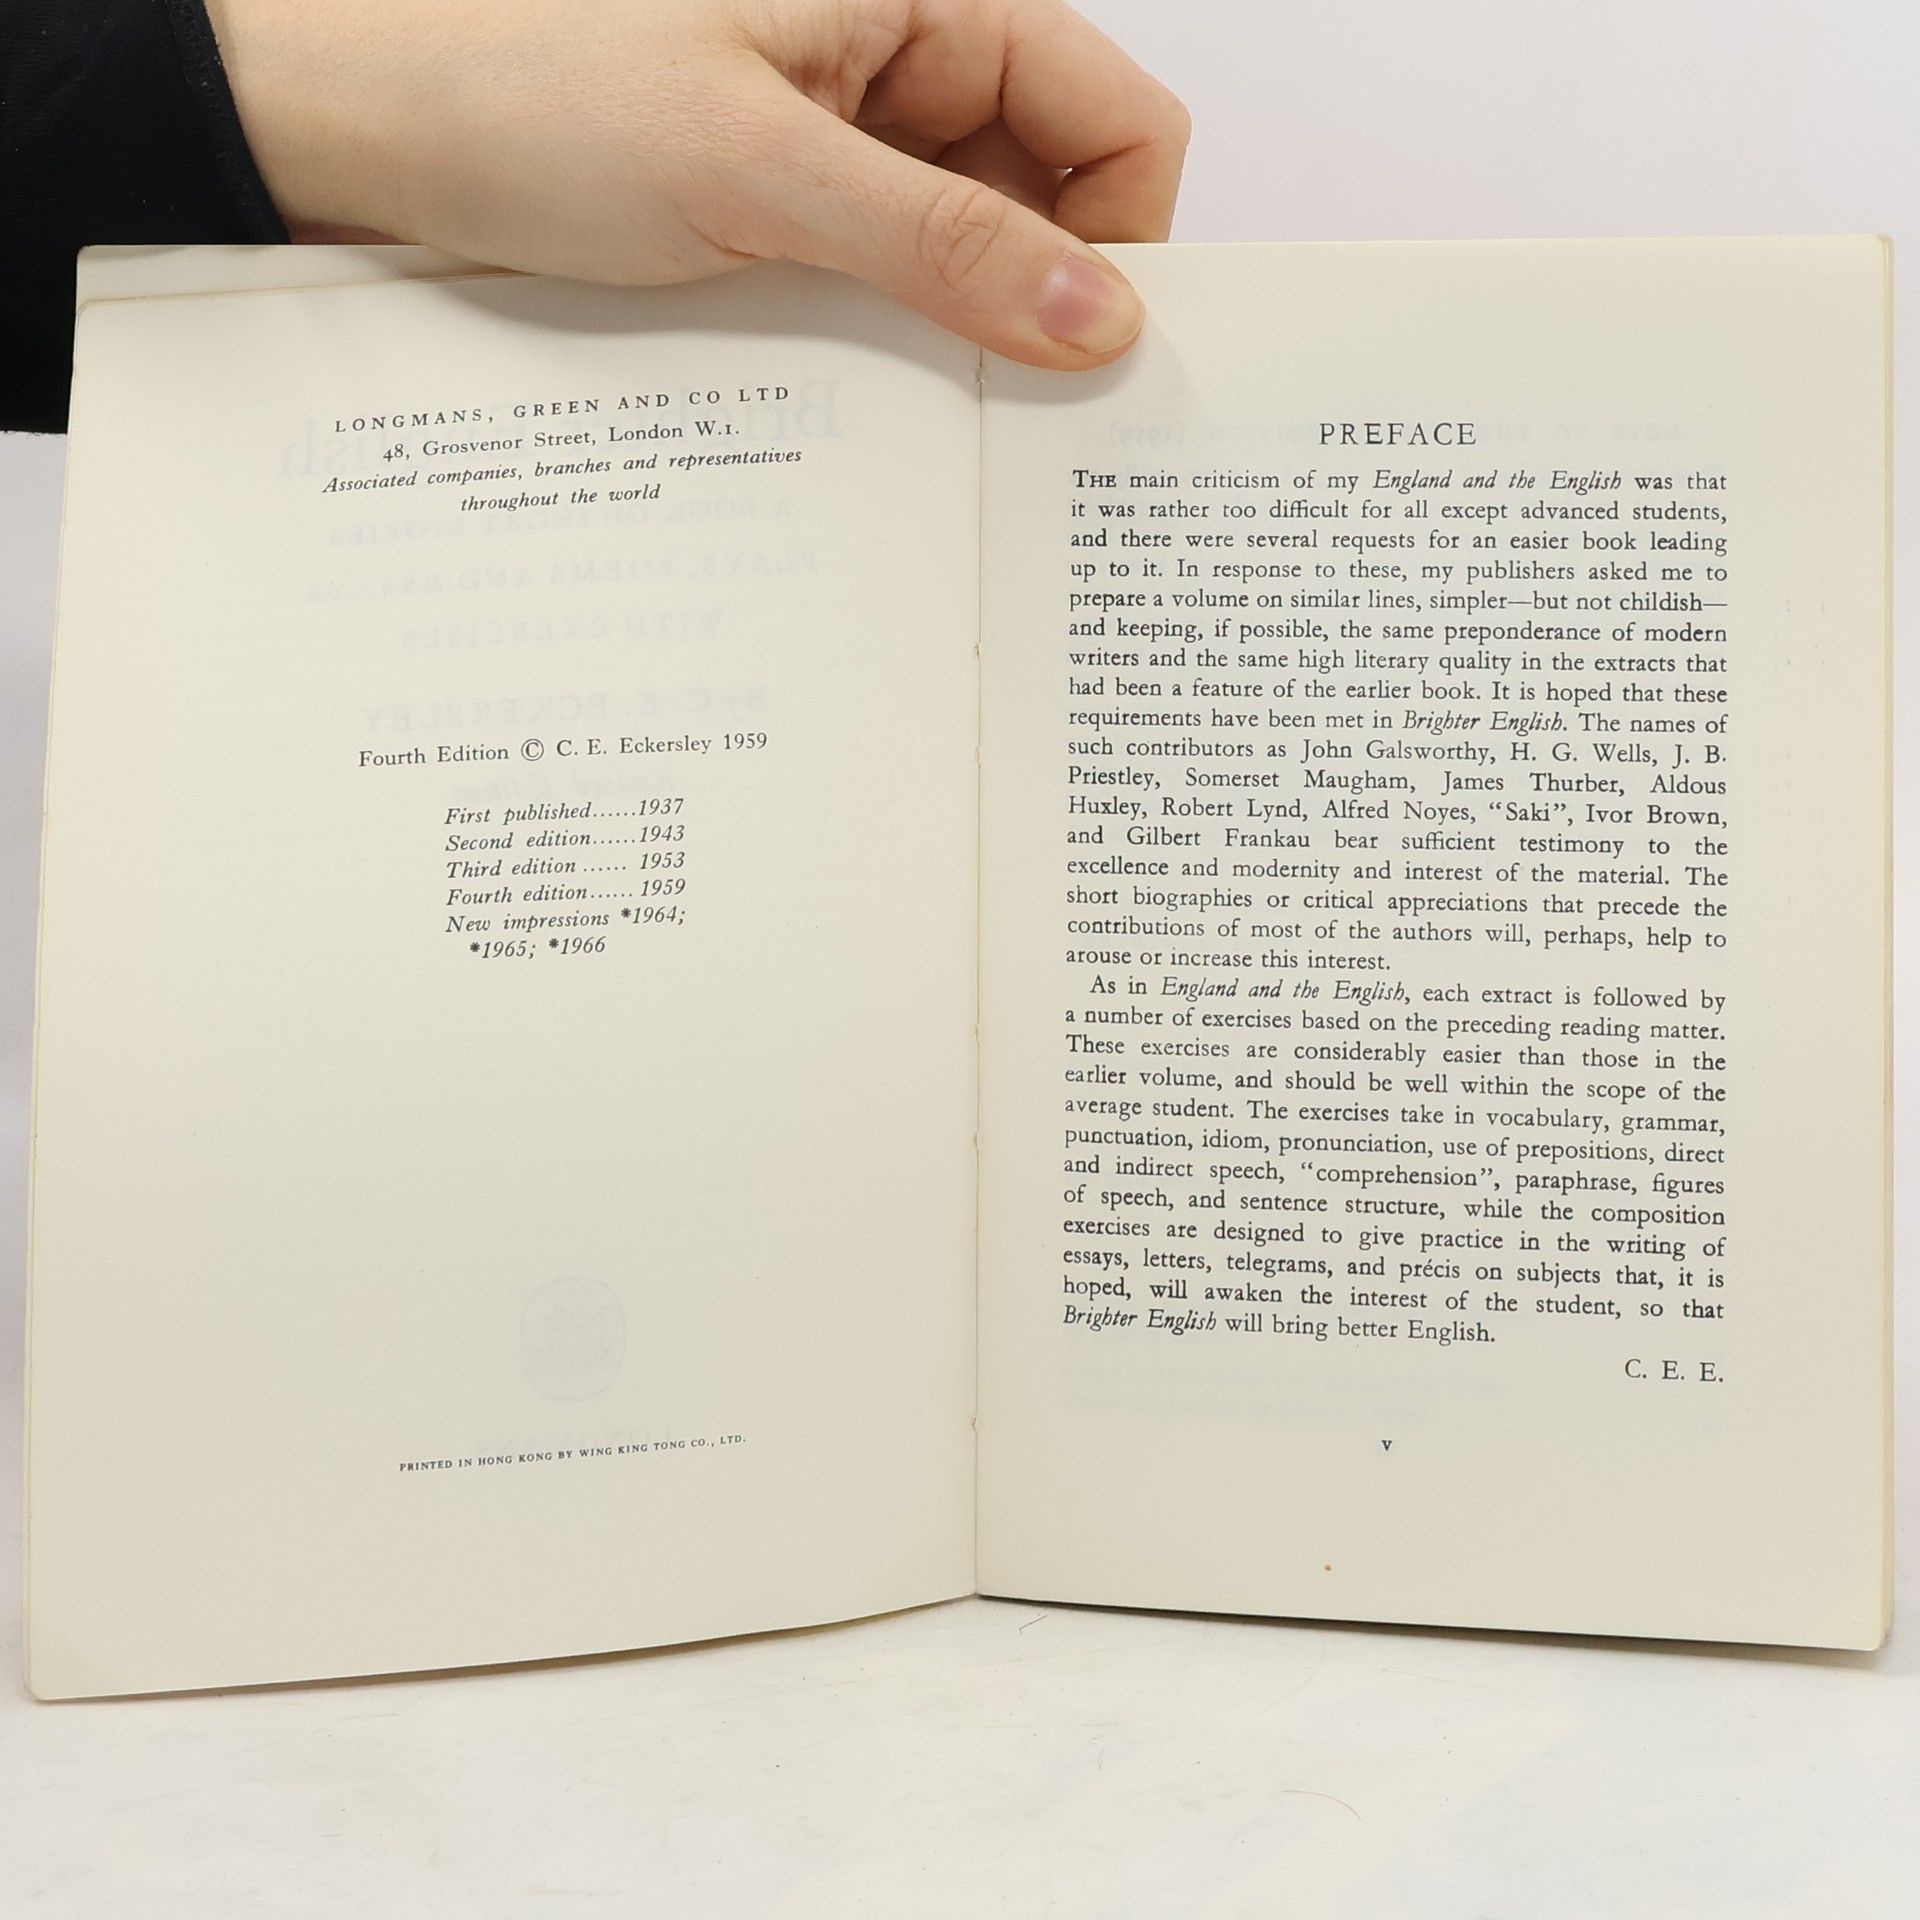 LONGMANS, GREEN AND CO LTD
48, Grosvenor Street, London W.1.
Associated companies, branches and representatives
throughout the world
Fourth Edition © C. E. Eckersley 1959
First published......1937
Second edition......1943
Third edition ...... 1953
Fourth edition...... 1959
New impressions *1964;
*1965; *1966
PRINTED IN HONG KONG BY WING KING TONG CO., LTD.
PREFACE
THE main criticism of my England and the English was that
it was rather too difficult for all except advanced students,
and there were several requests for an easier book leading
up to it. In response to these, my publishers asked me to
prepare a volume on similar lines, simpler—but not childish—
and keeping, if possible, the same preponderance of modern
writers and the same high literary quality in the extracts that
had been a feature of the earlier book. It is hoped that these
requirements have been met in Brighter English. The names of
such contributors as John Galsworthy, H. G. Wells, J. B.
Priestley, Somerset Maugham, James Thurber, Aldous
Huxley, Robert Lynd, Alfred Noyes, “Saki”, Ivor Brown,
and Gilbert Frankau bear sufficient testimony to the
excellence and modernity and interest of the material. The
short biographies or critical appreciations that precede the
contributions of most of the authors will, perhaps, help to
arouse or increase this interest.
As in England and the English, each extract is followed by
a number of exercises based on the preceding reading matter.
These exercises are considerably easier than those in the
earlier volume, and should be well within the scope of the
average student. The exercises take in vocabulary, grammar,
punctuation, idiom, pronunciation, use of prepositions, direct
and indirect speech, “comprehension”, paraphrase, figures
of speech, and sentence structure, while the composition
exercises are designed to give practice in the writing of
essays, letters, telegrams, and précis on subjects that, it is
hoped, will awaken the interest of the student, so that
Brighter English will bring better English.
C. E. E.
v